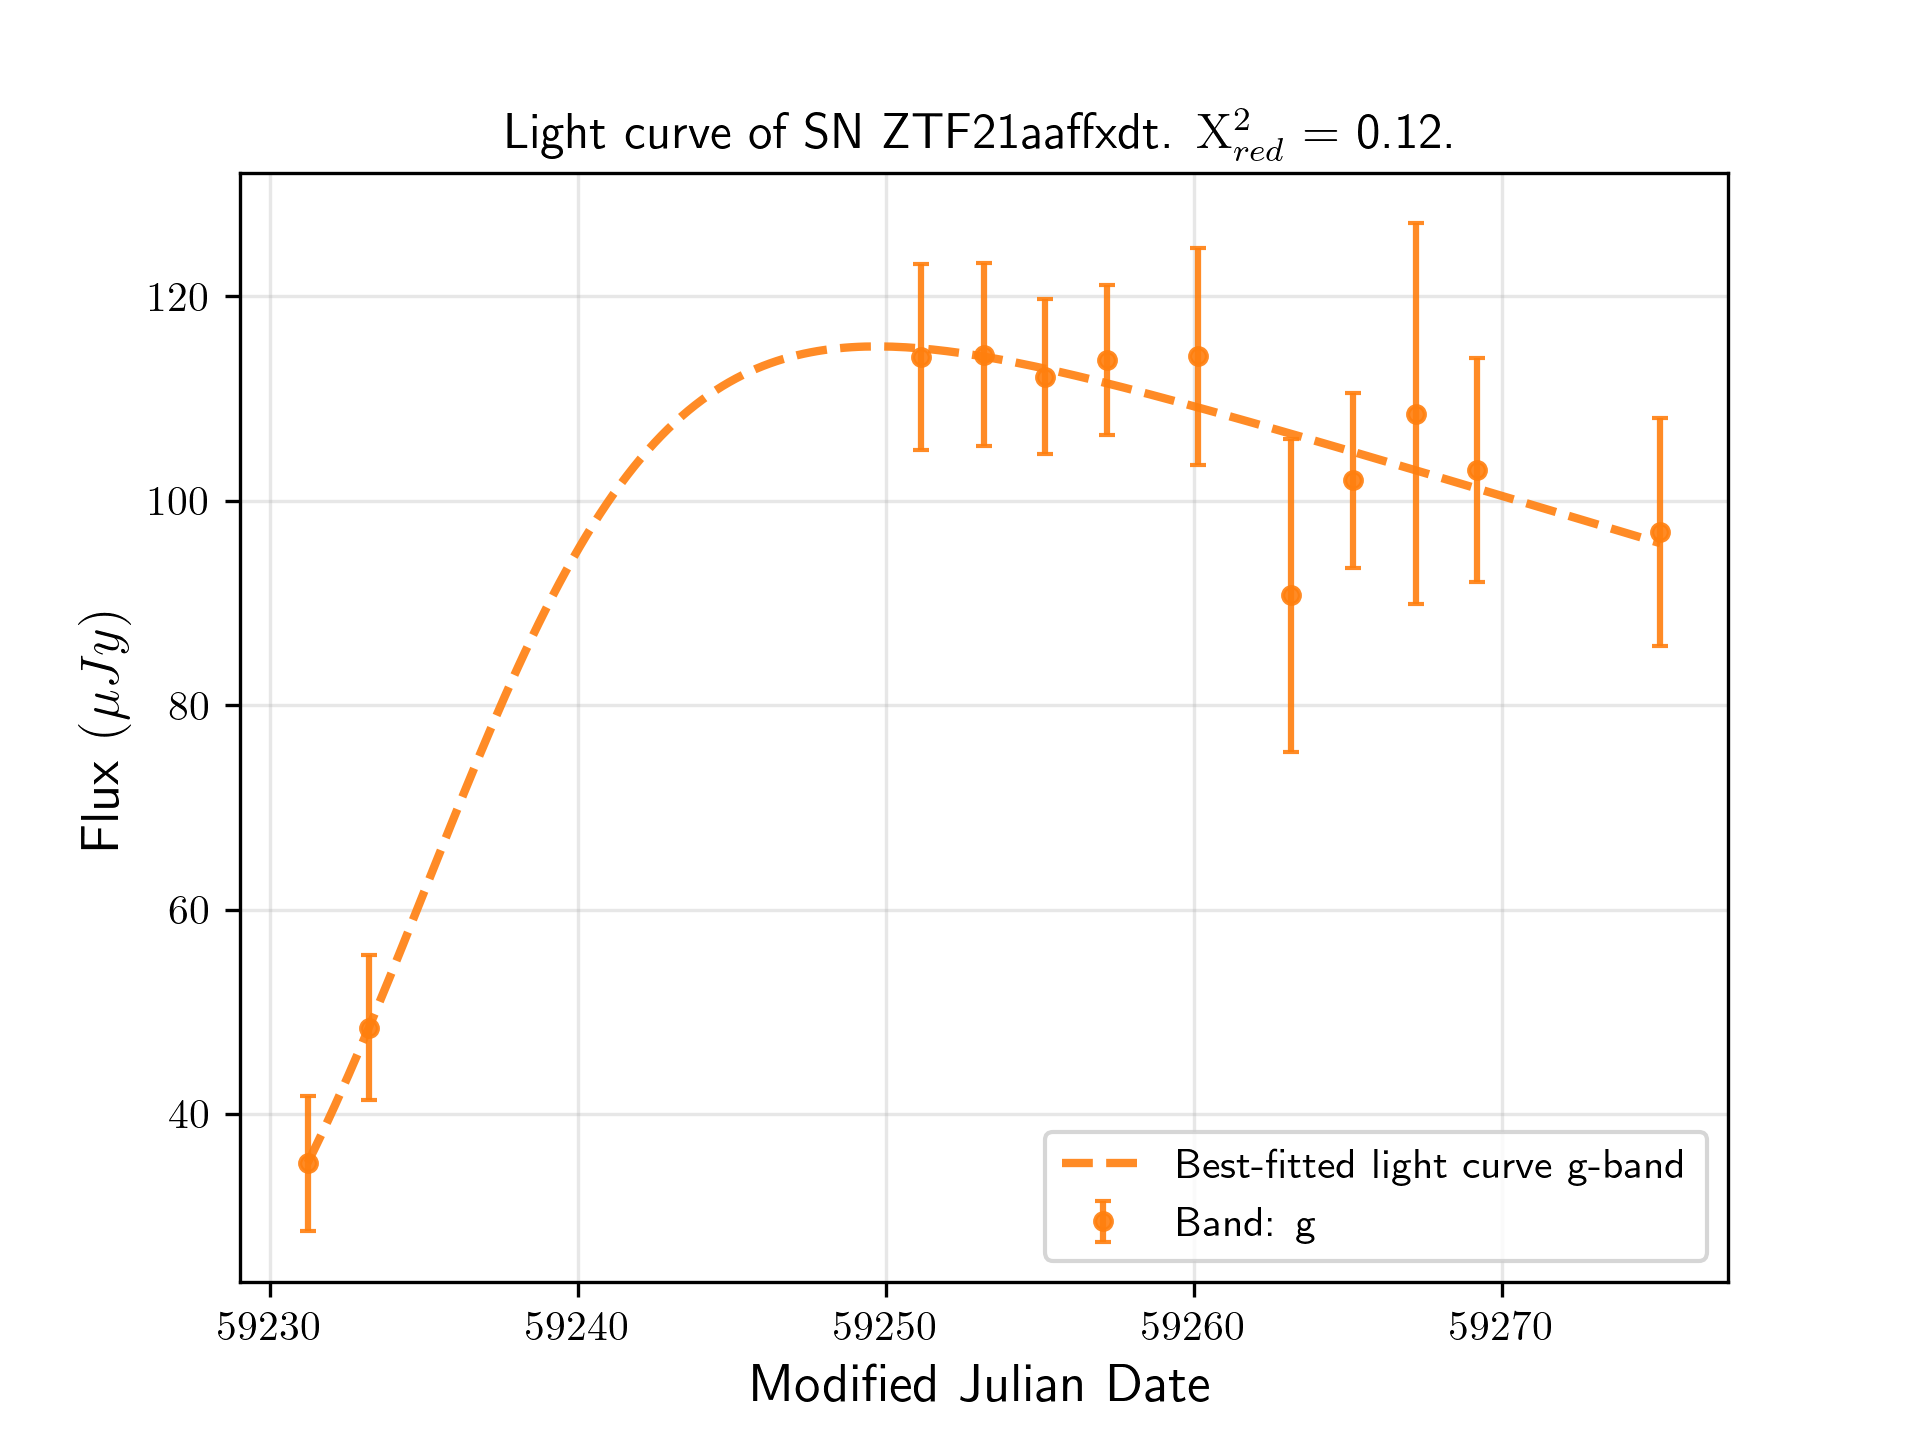 Light curve of SN ZTF21aaffxdt. X²_red = 0.12.
120
100
80
60
40
Flux (μJy)
Best-fitted light curve g-band
Band: g
59230 59240 59250 59260 59270
Modified Julian Date